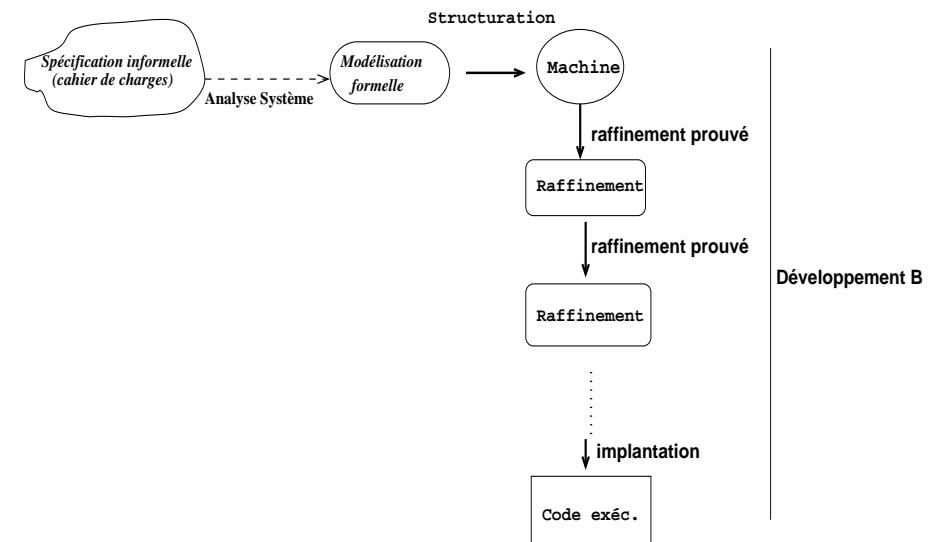 Structuration
Spécification informelle
(cahier de charges)
Analyse Système
Modélisation
formelle
Machine
raffinement prouvé
Raffinement
raffinement prouvé
Développement B
Raffinement
implantation
Code exéc.